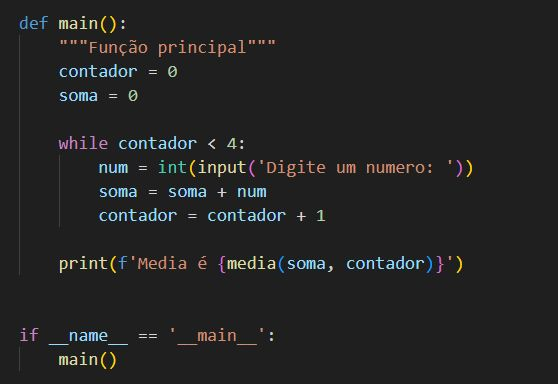 def main():
    """Função principal"""
    contador = 0
    soma = 0
    while contador < 4:
        num = int(input('Digite um numero: '))
        soma = soma + num
        contador = contador + 1
    print(f'Media é {media(soma, contador)}')
if __name__ == '__main__':
    main()